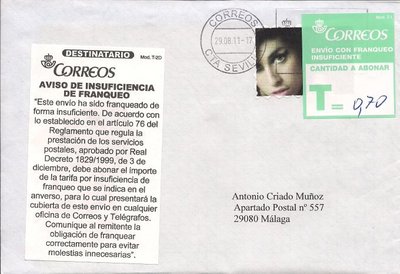 DESTINATARIO
Mod. T-2D
CORREOS
AVISO DE INSUFICIENCIA
DE FRANQUEO
"Este envío ha sido franqueado de
forma insuficiente. De acuerdo con
lo establecido en el artículo 76 del
Reglamento que regula la
prestación de los servicios
postales, aprobado por Real
Decreto 1829/1999, de 3 de
diciembre, debe abonar el importe
de la tarifa por insuficiencia de
franqueo que se indica en el
anverso, para lo cual presentará la
cubierta de este envío en cualquier
oficina de Correos y Telégrafos.
Comunique al remitente la
obligación de franquear
correctamente para evitar
molestias innecesarias".
CORREOS
29.08.11-17
CTA SEVILLA
CORREOS
ENVÍO CON FRANQUEO
INSUFICIENTE
CANTIDAD A ABONAR
T= 0,70
Antonio Criado Muñoz
Apartado Postal nº 557
29080 Málaga